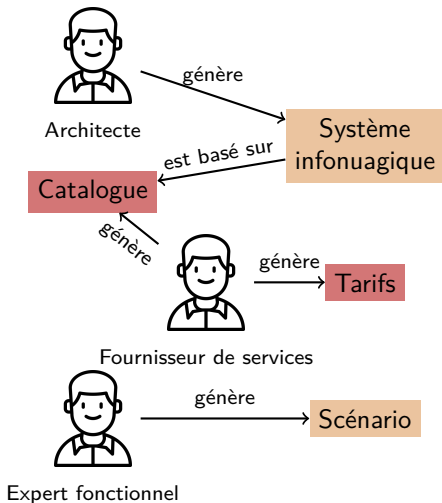 génère
Architecte
Système
infonuagique
est basé sur
Catalogue
génère
génère
Tarifs
Fournisseur de services
génère
Scénario
Expert fonctionnel